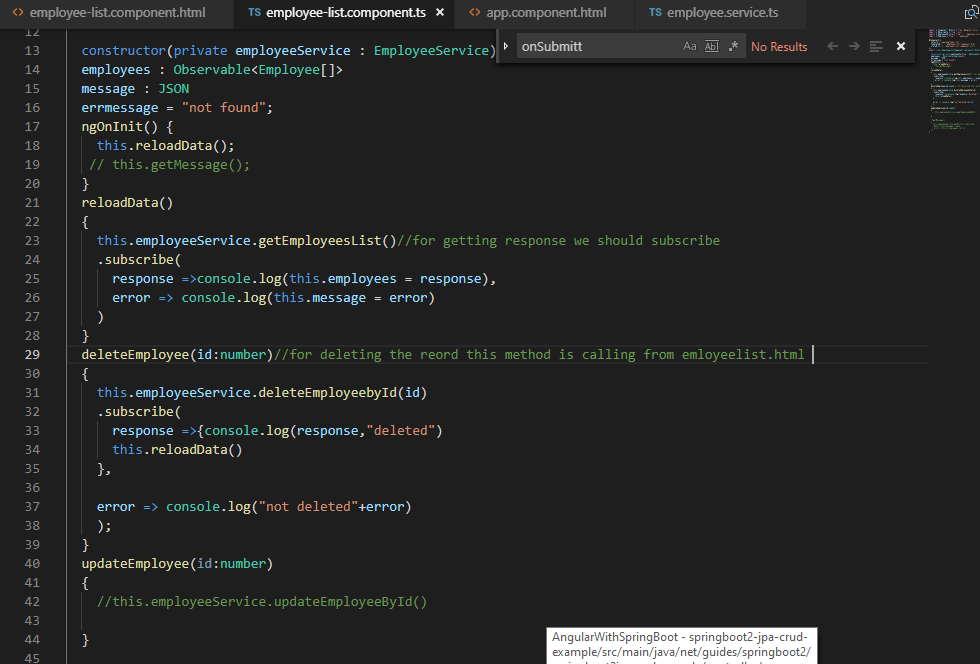 <> employee-list.component.html TS employee-list.component.ts × <> app.component.html TS employee.service.ts
12
13 constructor(private employeeService : EmployeeService)
onSubmitt Aa Abl .* No Results ×
14 employees : Observable<Employee[]>
15 message : JSON
16 errmessage = "not found";
17 ngOnInit() {
18 this.reloadData();
19 // this.getMessage();
20 }
21 reloadData()
22 {
23 this.employeeService.getEmployeesList()//for getting response we should subscribe
24 .subscribe(
25 response =>console.log(this.employees = response),
26 error => console.log(this.message = error)
27 )
28 }
29 deleteEmployee(id:number)//for deleting the reord this method is calling from emloyeelist.html
30 {
31 this.employeeService.deleteEmployeebyId(id)
32 .subscribe(
33 response =>{console.log(response,"deleted")
34 this.reloadData()
35 },
36
37 error => console.log("not deleted"+error)
38 );
39 }
40 updateEmployee(id:number)
41 {
42 //this.employeeService.updateEmployeeById()
43
44 }
45
AngularWithSpringBoot - springboot2-jpa-crud-
example/src/main/java/net/guides/springboot2/